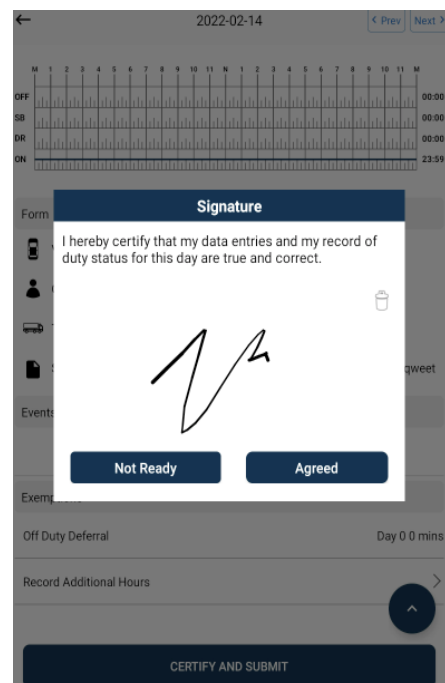 2022-02-14
< Prev
Next >
M 1 2 3 4 5 6 7 8 9 10 11 N 1 2 3 4 5 6 7 8 9 10 11 M
OFF 00:00
SB 00:00
DR 00:00
ON 23:59
Form
Signature
I hereby certify that my data entries and my record of
duty status for this day are true and correct.
qweet
Not Ready
Agreed
Events
Off Duty Deferral Day 0 0 mins
Record Additional Hours
CERTIFY AND SUBMIT